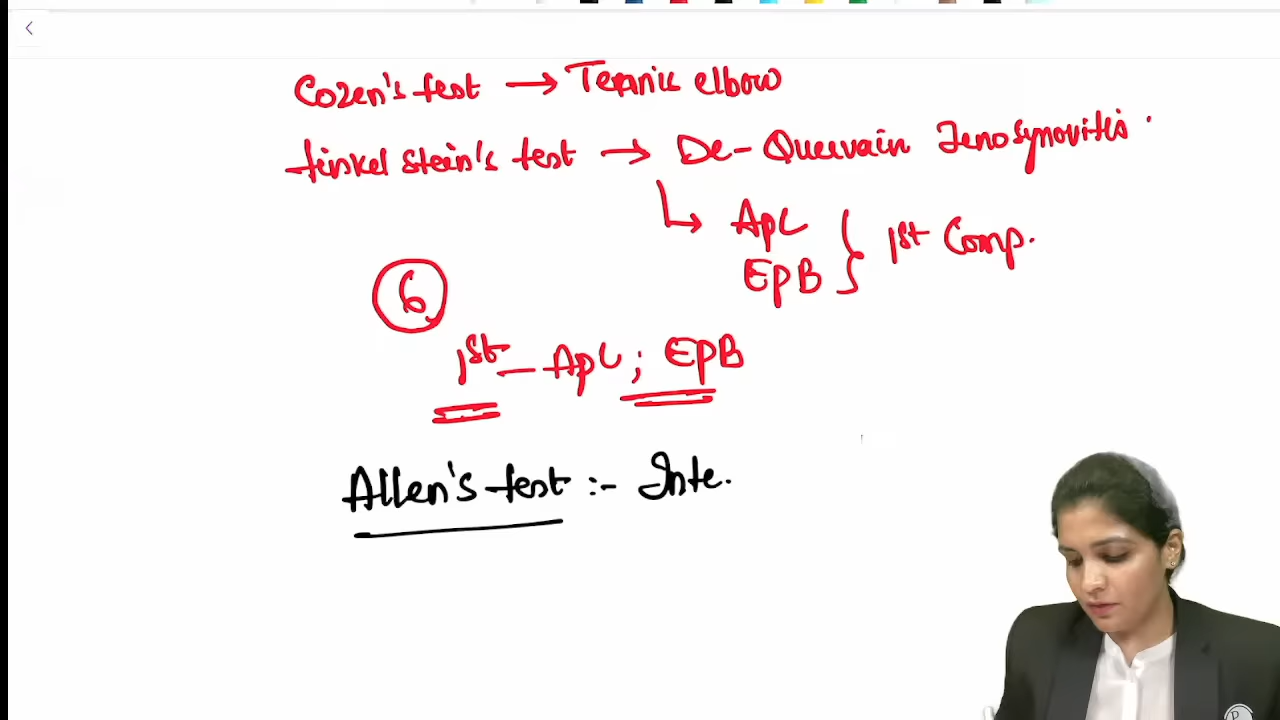 Cozen's test → Tennis elbow
finkel stein's test → De-Quervain Tenosynovitis.
↳ APL
EPB } 1st Comp.
6
1st – APL; EPB
Allen's test :- Inte.